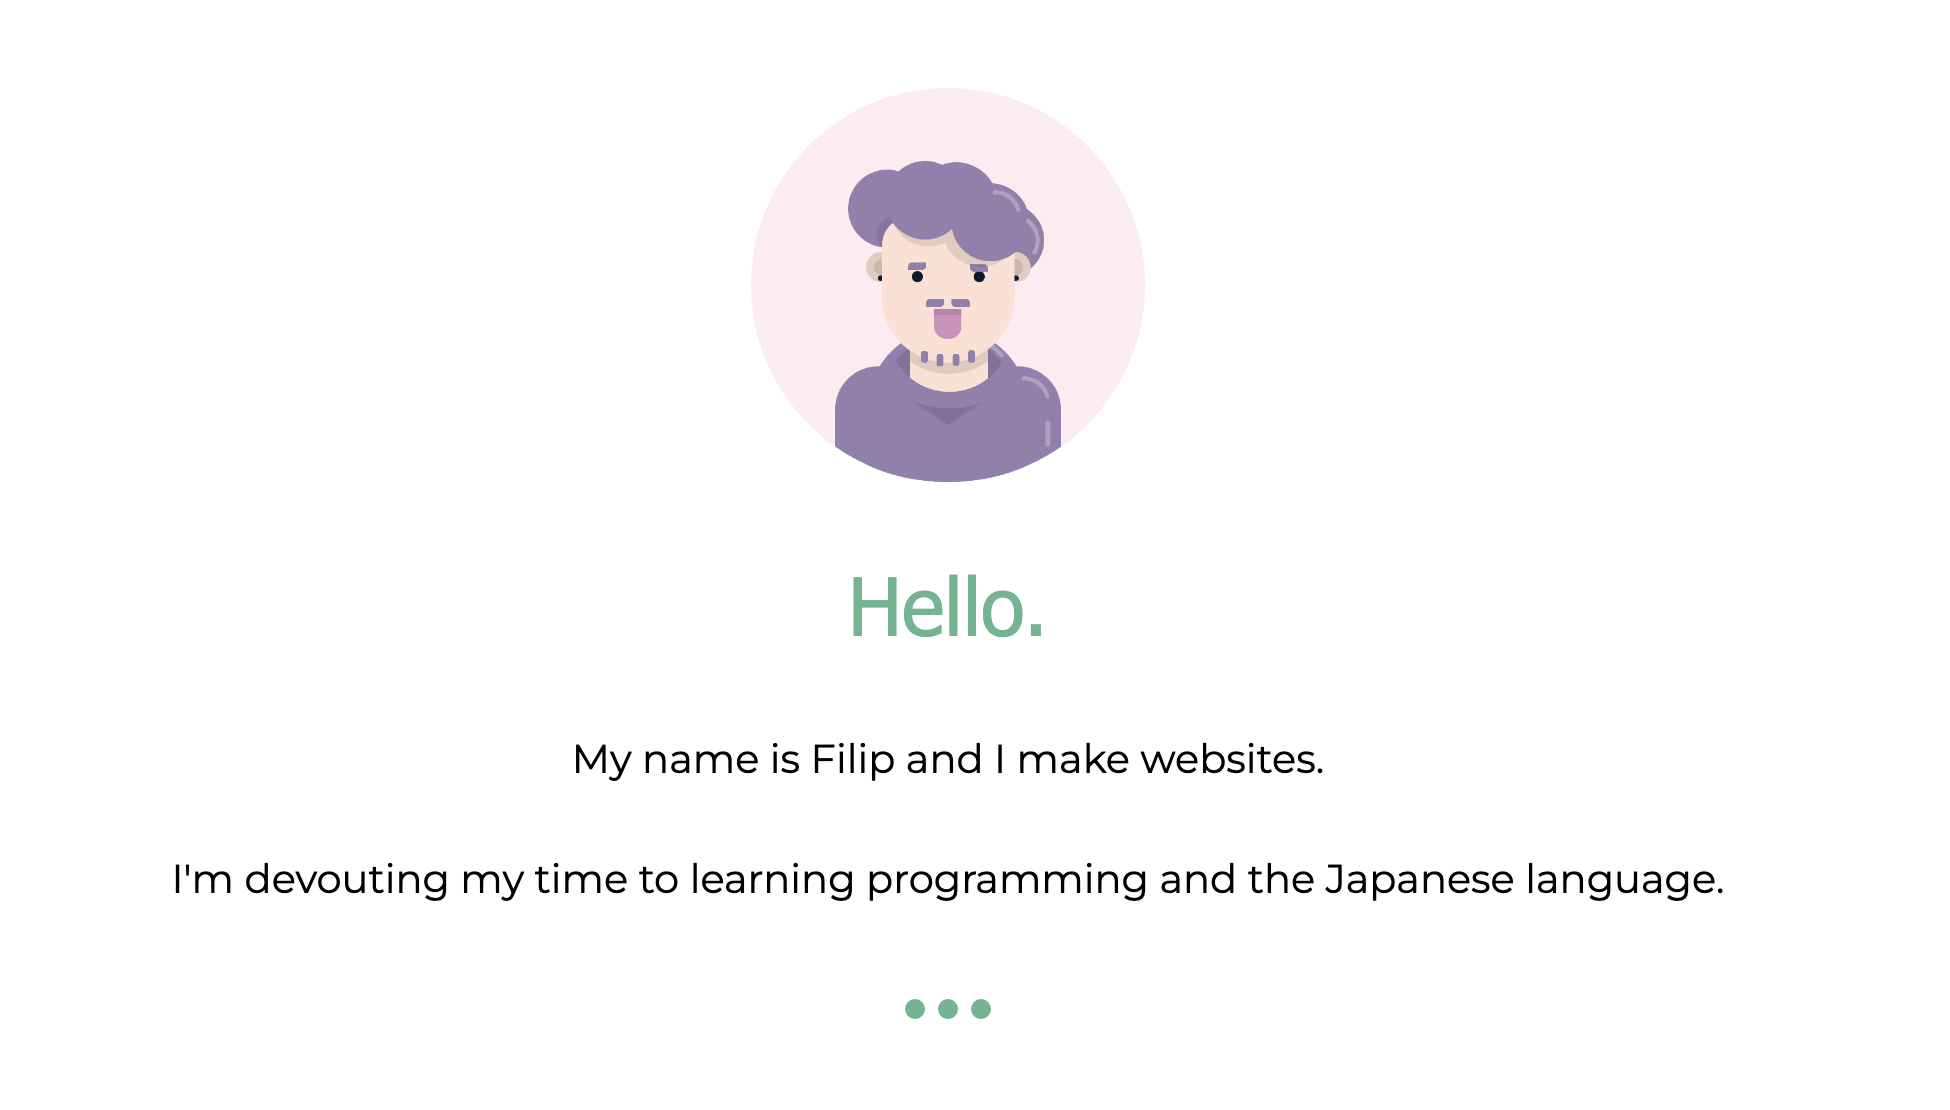 Hello.
My name is Filip and I make websites.
I'm devouting my time to learning programming and the Japanese language.